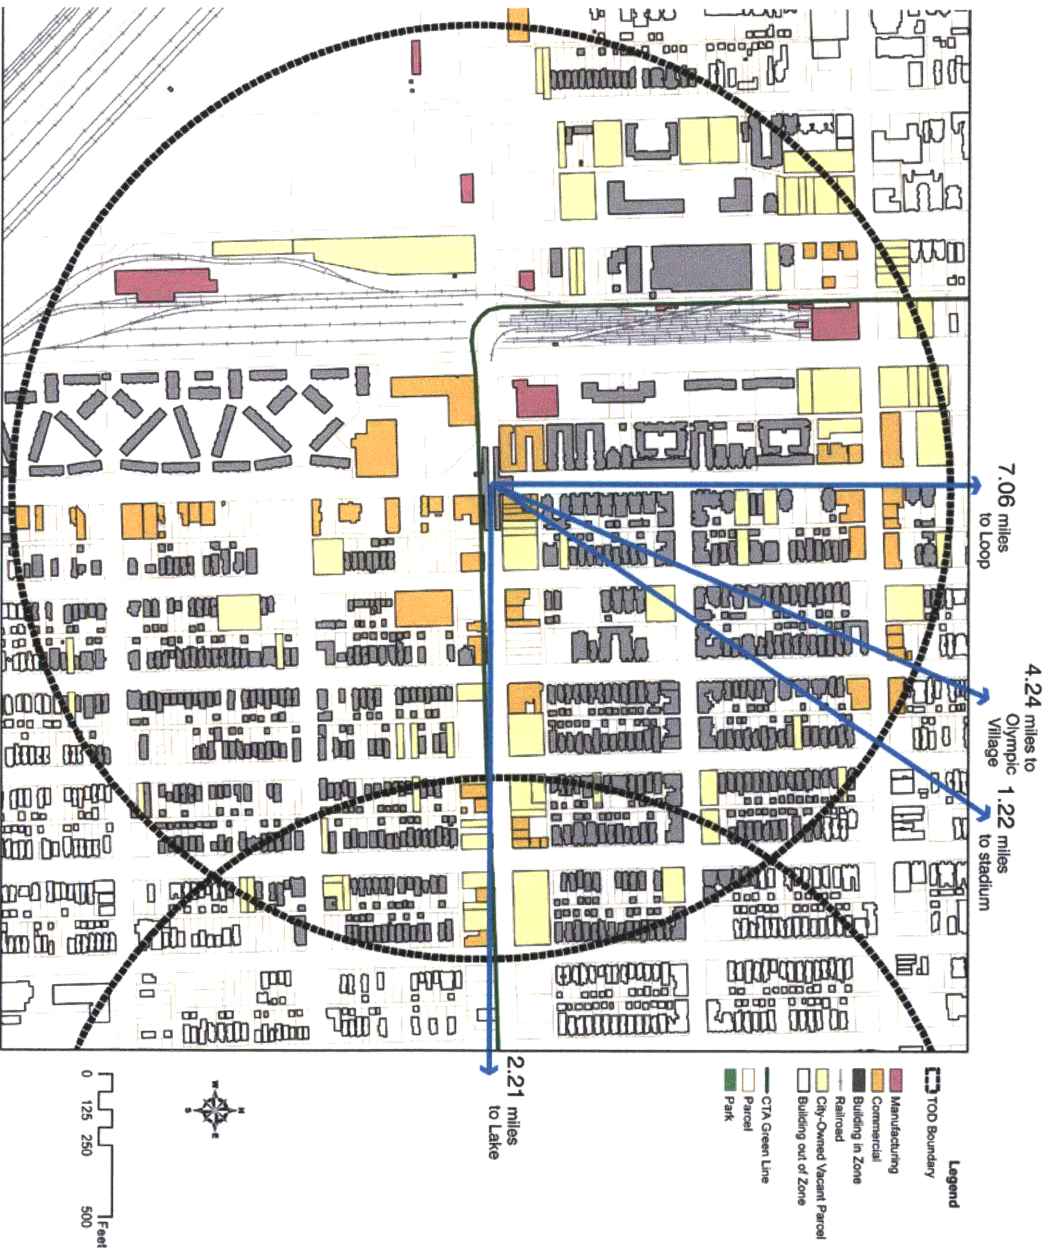 7.06 miles
to Loop
4.24 miles to
Olympic
Village
1.22 miles
to stadium
2.21 miles
to Lake
Legend
TOD Boundary
Manufacturing
Commercial
Building in Zone
Railroad
City-Owned Vacant Parcel
Building out of Zone
CTA Green Line
Parcel
Park
N
W
E
S
0 125 250 500
Feet